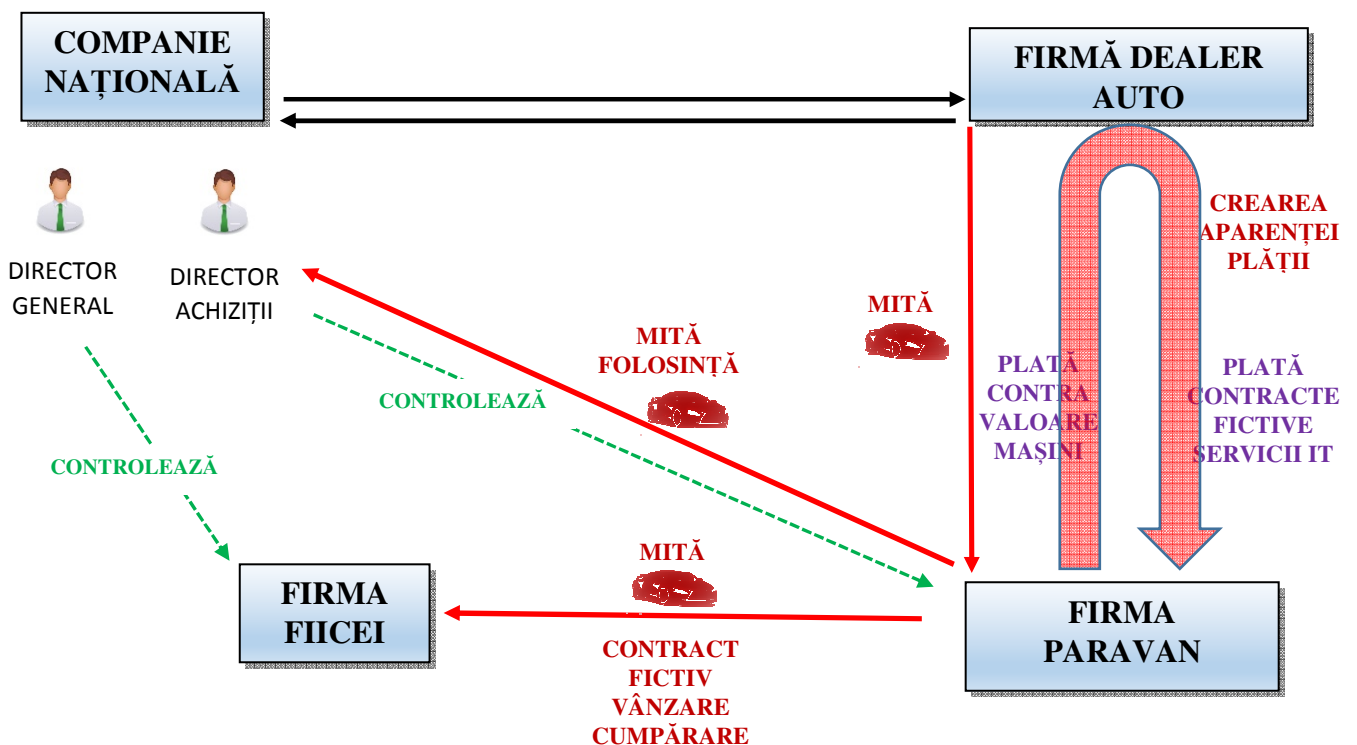 COMPANIE
NAȚIONALĂ
FIRMĂ DEALER
AUTO
DIRECTOR
GENERAL
DIRECTOR
ACHIZIȚII
CREAREA
APARENȚEI
PLĂȚII
MITĂ
MITĂ
FOLOSINȚĂ
CONTROLEAZĂ
PLATĂ
CONTRA
VALOARE
MAȘINI
PLATĂ
CONTRACTE
FICTIVE
SERVICII IT
CONTROLEAZĂ
MITĂ
FIRMA
FIICEI
FIRMA
PARAVAN
CONTRACT
FICTIV
VÂNZARE
CUMPĂRARE